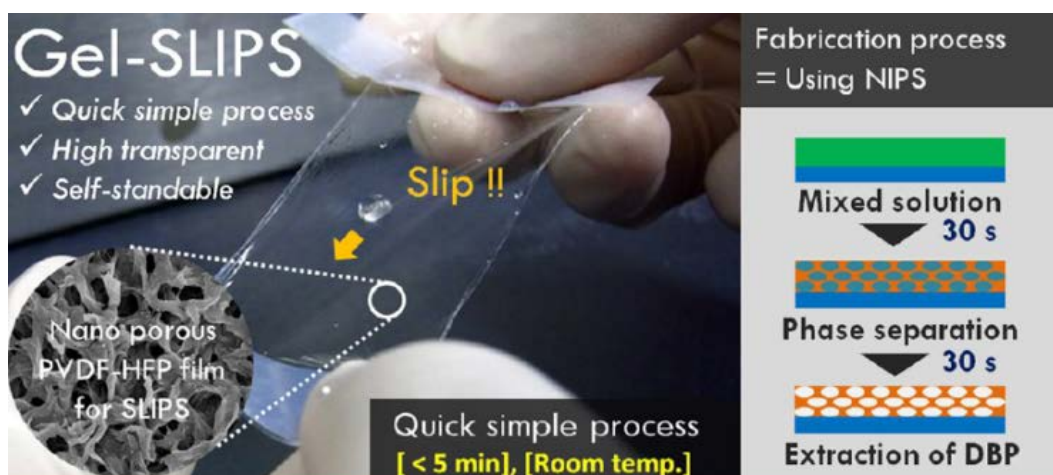 Gel-SLIPS
✓ Quick simple process
✓ High transparent
✓ Self-standable
Slip !!
Nano porous
PVDF-HFP film
for SLIPS
Quick simple process
[ < 5 min], [Room temp.]
Fabrication process
= Using NIPS
Mixed solution
30 s
Phase separation
30 s
Extraction of DBP